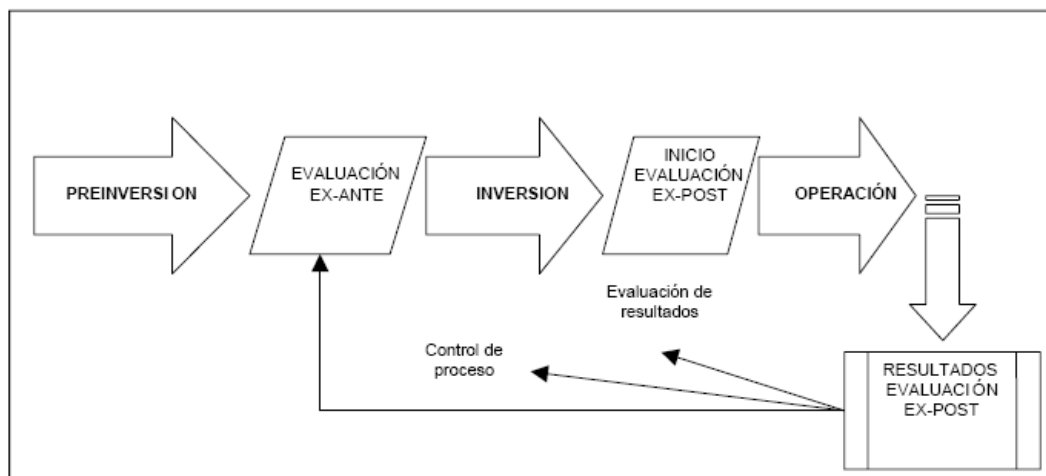 PREINVERSION
EVALUACIÓN
EX-ANTE
INVERSION
INICIO
EVALUACIÓN
EX-POST
OPERACIÓN
Evaluación de
resultados
Control de
proceso
RESULTADOS
EVALUACIÓN
EX-POST